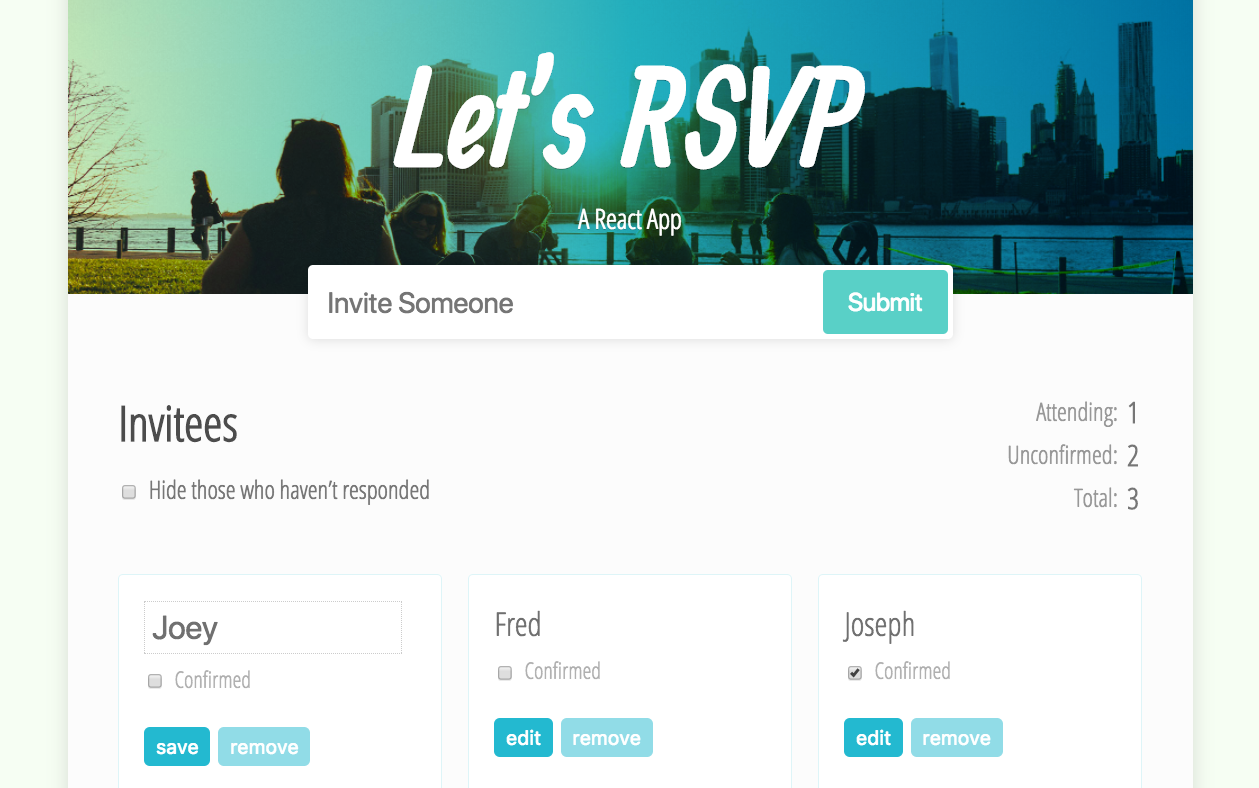 Let's RSVP
A React App
Invite Someone
Submit
Invitees
Hide those who haven’t responded
Attending: 1
Unconfirmed: 2
Total: 3
Joey
Confirmed
save remove
Fred
Confirmed
edit remove
Joseph
Confirmed
edit remove